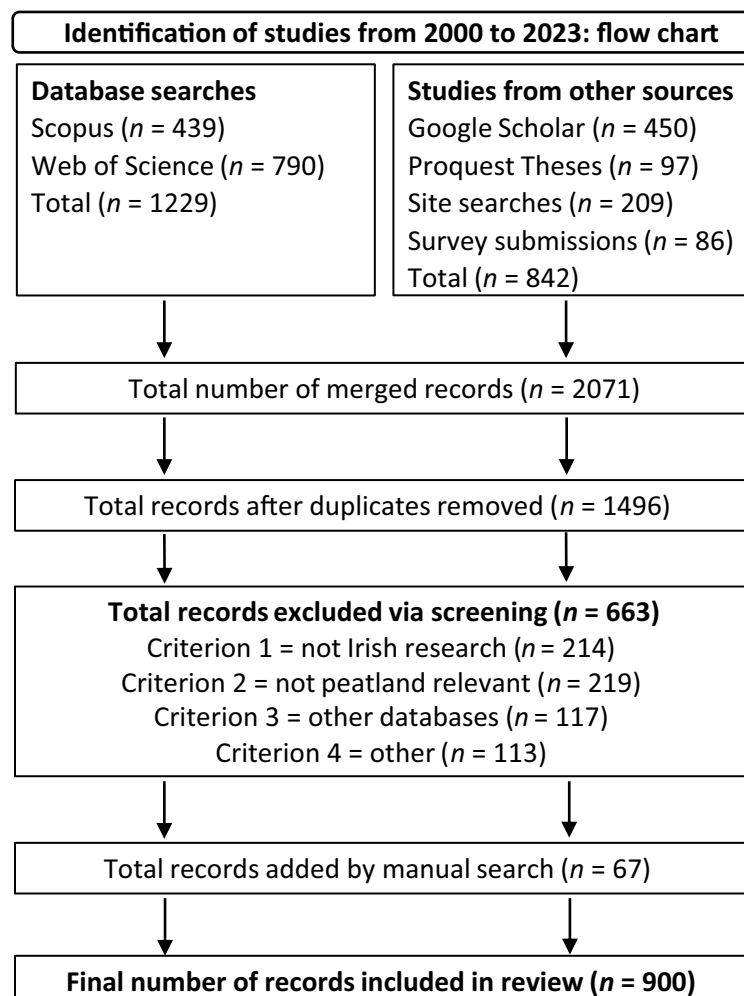 Identification of studies from 2000 to 2023: flow chart
Database searches
Scopus (n = 439)
Web of Science (n = 790)
Total (n = 1229)
Studies from other sources
Google Scholar (n = 450)
Proquest Theses (n = 97)
Site searches (n = 209)
Survey submissions (n = 86)
Total (n = 842)
Total number of merged records (n = 2071)
Total records after duplicates removed (n = 1496)
Total records excluded via screening (n = 663)
Criterion 1 = not Irish research (n = 214)
Criterion 2 = not peatland relevant (n = 219)
Criterion 3 = other databases (n = 117)
Criterion 4 = other (n = 113)
Total records added by manual search (n = 67)
Final number of records included in review (n = 900)